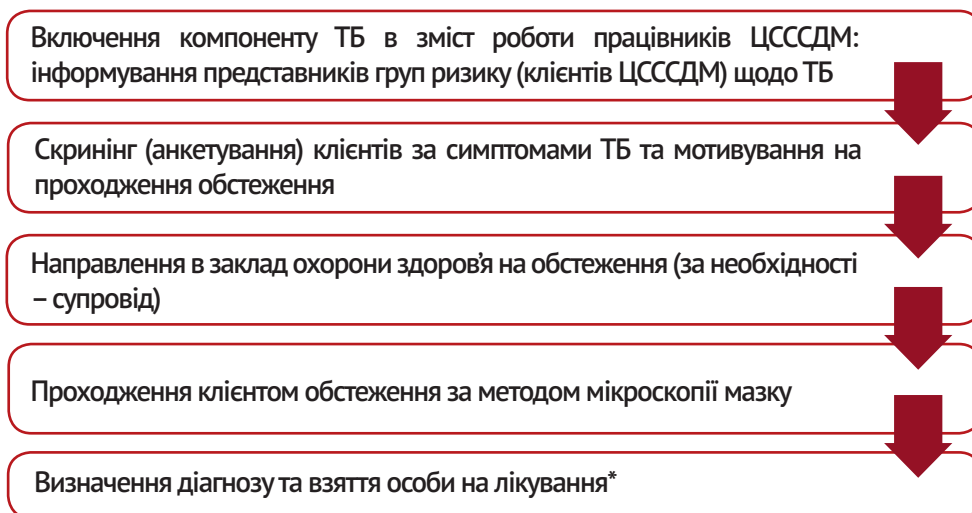 Включення компоненту ТБ в зміст роботи працівників ЦСССДМ:
інформування представників груп ризику (клієнтів ЦСССДМ) щодо ТБ
Скринінг (анкетування) клієнтів за симптомами ТБ та мотивування на
проходження обстеження
Направлення в заклад охорони здоров'я на обстеження (за необхідності
– супровід)
Проходження клієнтом обстеження за методом мікроскопії мазку
Визначення діагнозу та взяття особи на лікування*